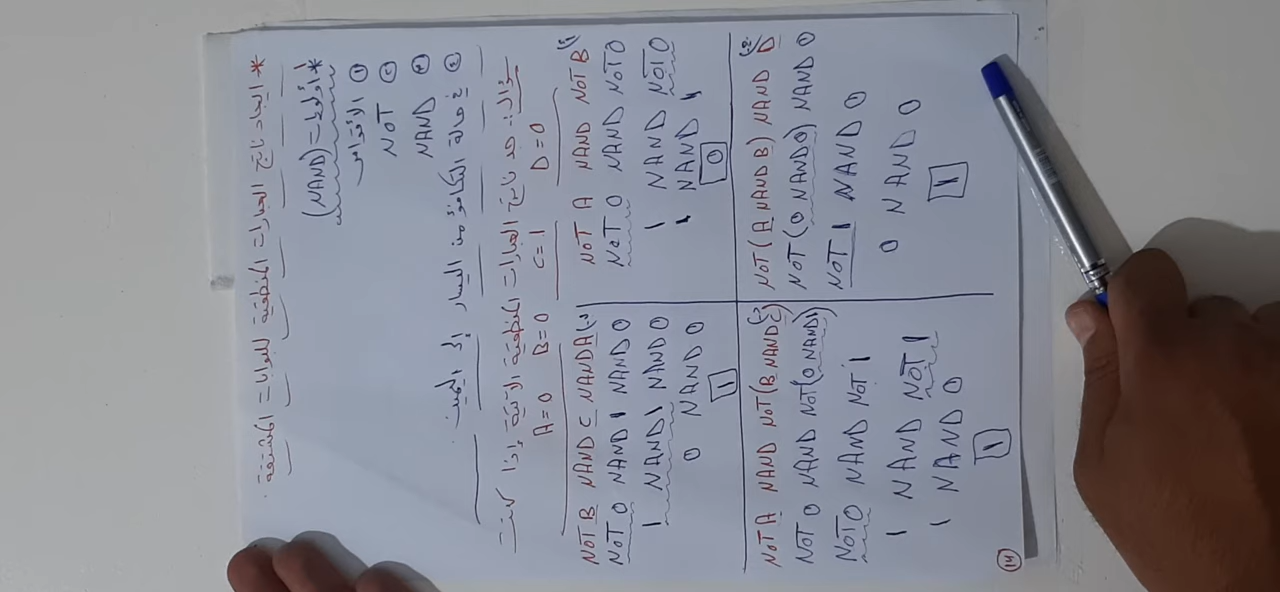 * ايجاد ناتج العبارات المنطقية للبوابات المشتقة.
* أولوية (NAND)
① الأقواس
② NOT
③ NAND
④ في حالة التكافؤ من اليسار إلى اليمين.
سؤال: جد ناتج العبارات المنطقية الآتية إذا كانت
A=0 B=0 C=1 D=0
NOT A NAND NOT B
NOT 0 NAND NOT 0
1 NAND NOT 0
1 NAND 1
0
NOT B NAND C NAND A
NOT 0 NAND 1 NAND 0
1 NAND 1 NAND 0
0 NAND 0
1
NOT (A NAND B) NAND D
NOT (0 NAND 0) NAND 0
NOT 1 NAND 0
0 NAND 0
1
NOT A NAND NOT (B NAND C)
NOT 0 NAND NOT (0 NAND 1)
NOT 0 NAND NOT 1
1 NAND NOT 1
1 NAND 0
1